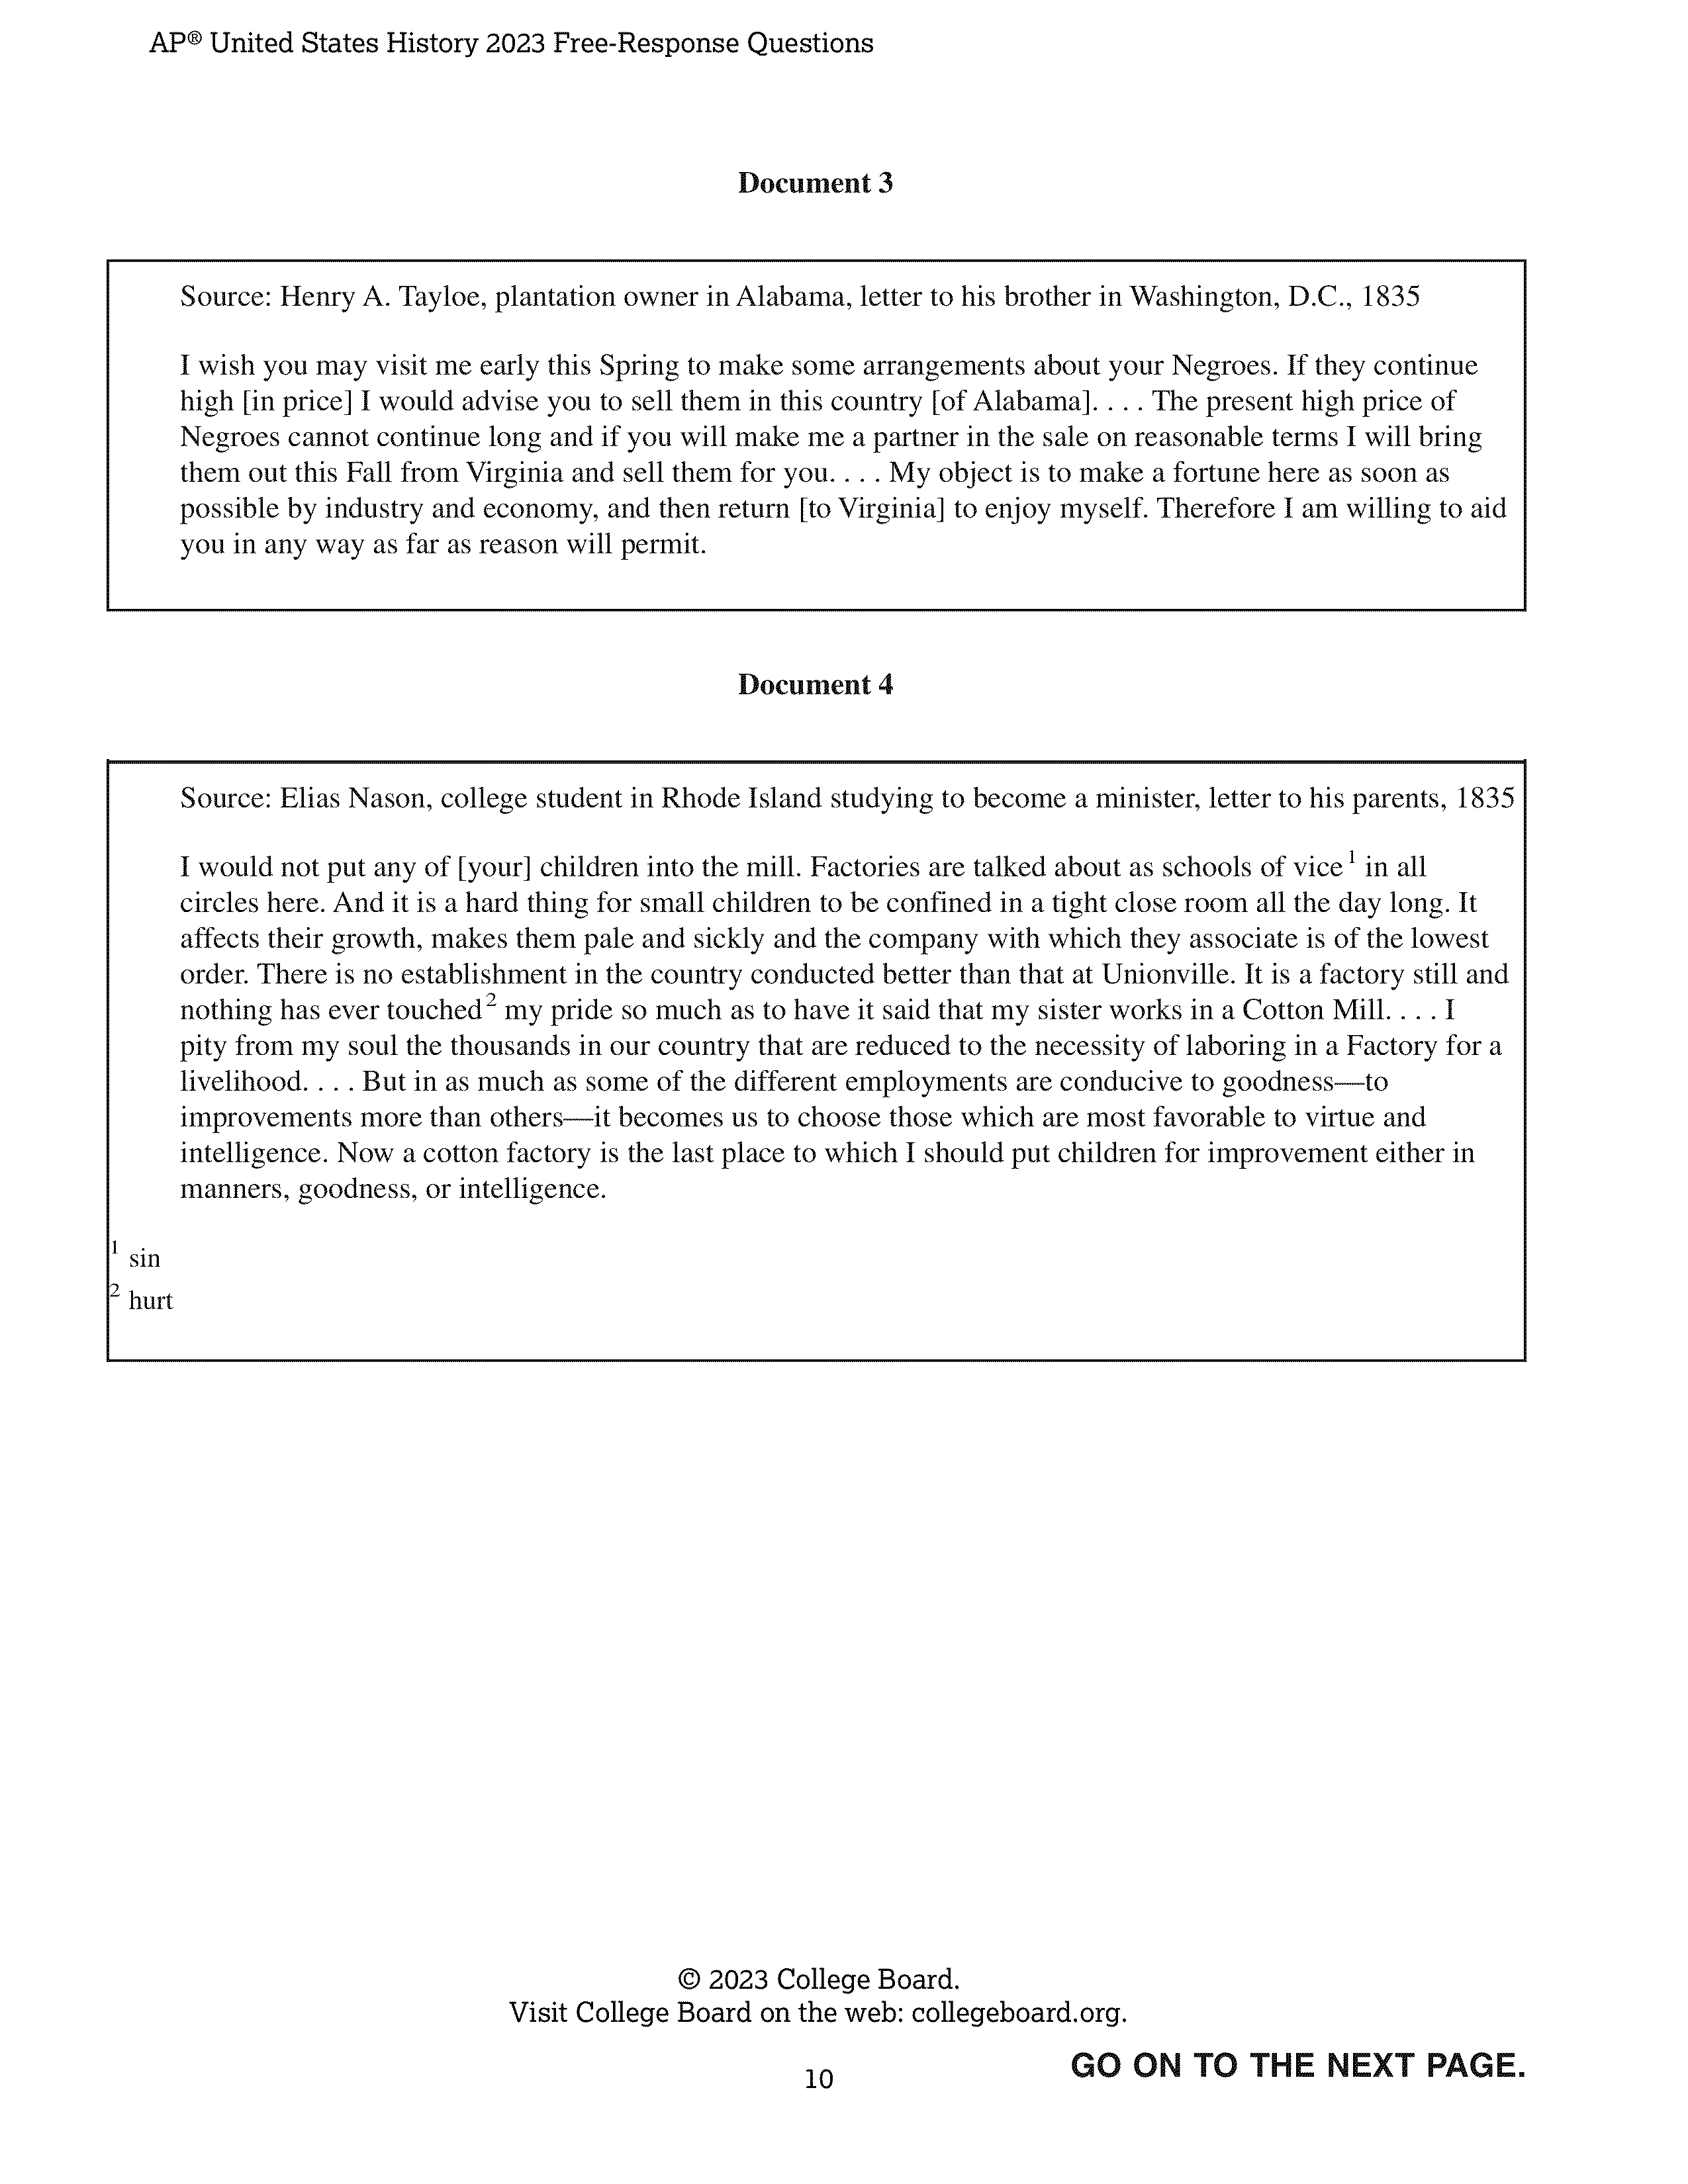 AP® United States History 2023 Free-Response Questions
Document 3
Source: Henry A. Tayloe, plantation owner in Alabama, letter to his brother in Washington, D.C., 1835
I wish you may visit me early this Spring to make some arrangements about your Negroes. If they continue
high [in price] I would advise you to sell them in this country [of Alabama]. . . . The present high price of
Negroes cannot continue long and if you will make me a partner in the sale on reasonable terms I will bring
them out this Fall from Virginia and sell them for you. . . . My object is to make a fortune here as soon as
possible by industry and economy, and then return [to Virginia] to enjoy myself. Therefore I am willing to aid
you in any way as far as reason will permit.
Document 4
Source: Elias Nason, college student in Rhode Island studying to become a minister, letter to his parents, 1835
I would not put any of [your] children into the mill. Factories are talked about as schools of vice 1 in all
circles here. And it is a hard thing for small children to be confined in a tight close room all the day long. It
affects their growth, makes them pale and sickly and the company with which they associate is of the lowest
order. There is no establishment in the country conducted better than that at Unionville. It is a factory still and
nothing has ever touched 2 my pride so much as to have it said that my sister works in a Cotton Mill. . . . I
pity from my soul the thousands in our country that are reduced to the necessity of laboring in a Factory for a
livelihood. . . . But in as much as some of the different employments are conducive to goodness—to
improvements more than others—it becomes us to choose those which are most favorable to virtue and
intelligence. Now a cotton factory is the last place to which I should put children for improvement either in
manners, goodness, or intelligence.
1 sin
2 hurt
© 2023 College Board.
Visit College Board on the web: collegeboard.org.
GO ON TO THE NEXT PAGE.
10